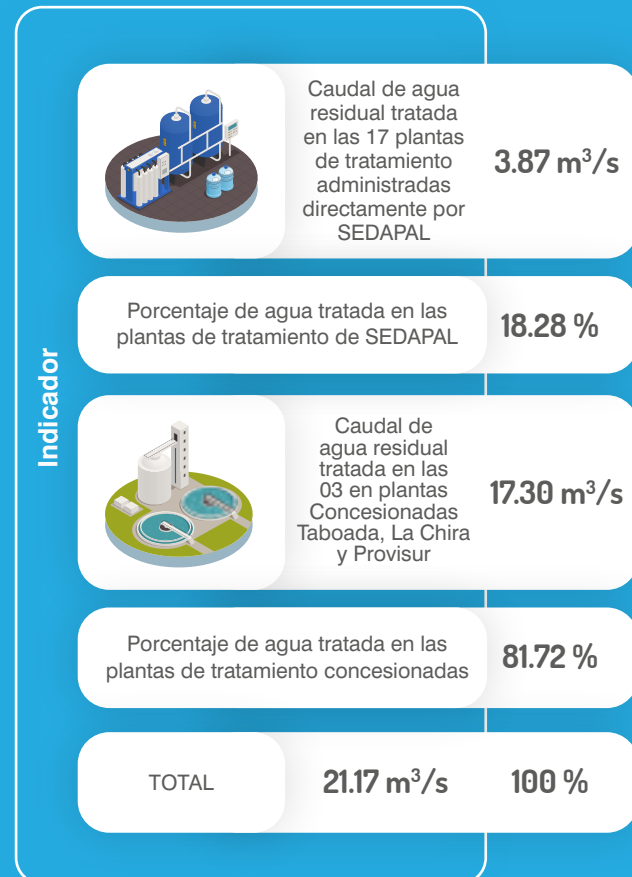 Indicador
Caudal de agua
residual tratada
en las 17 plantas
de tratamiento
administradas
directamente por
SEDAPAL
3.87 m³/s
Porcentaje de agua tratada en las
plantas de tratamiento de SEDAPAL
18.28 %
Caudal de
agua residual
tratada en las
03 en plantas
Concesionadas
Taboada, La Chira
y Provisur
17.30 m³/s
Porcentaje de agua tratada en las
plantas de tratamiento concesionadas
81.72 %
TOTAL
21.17 m³/s
100 %